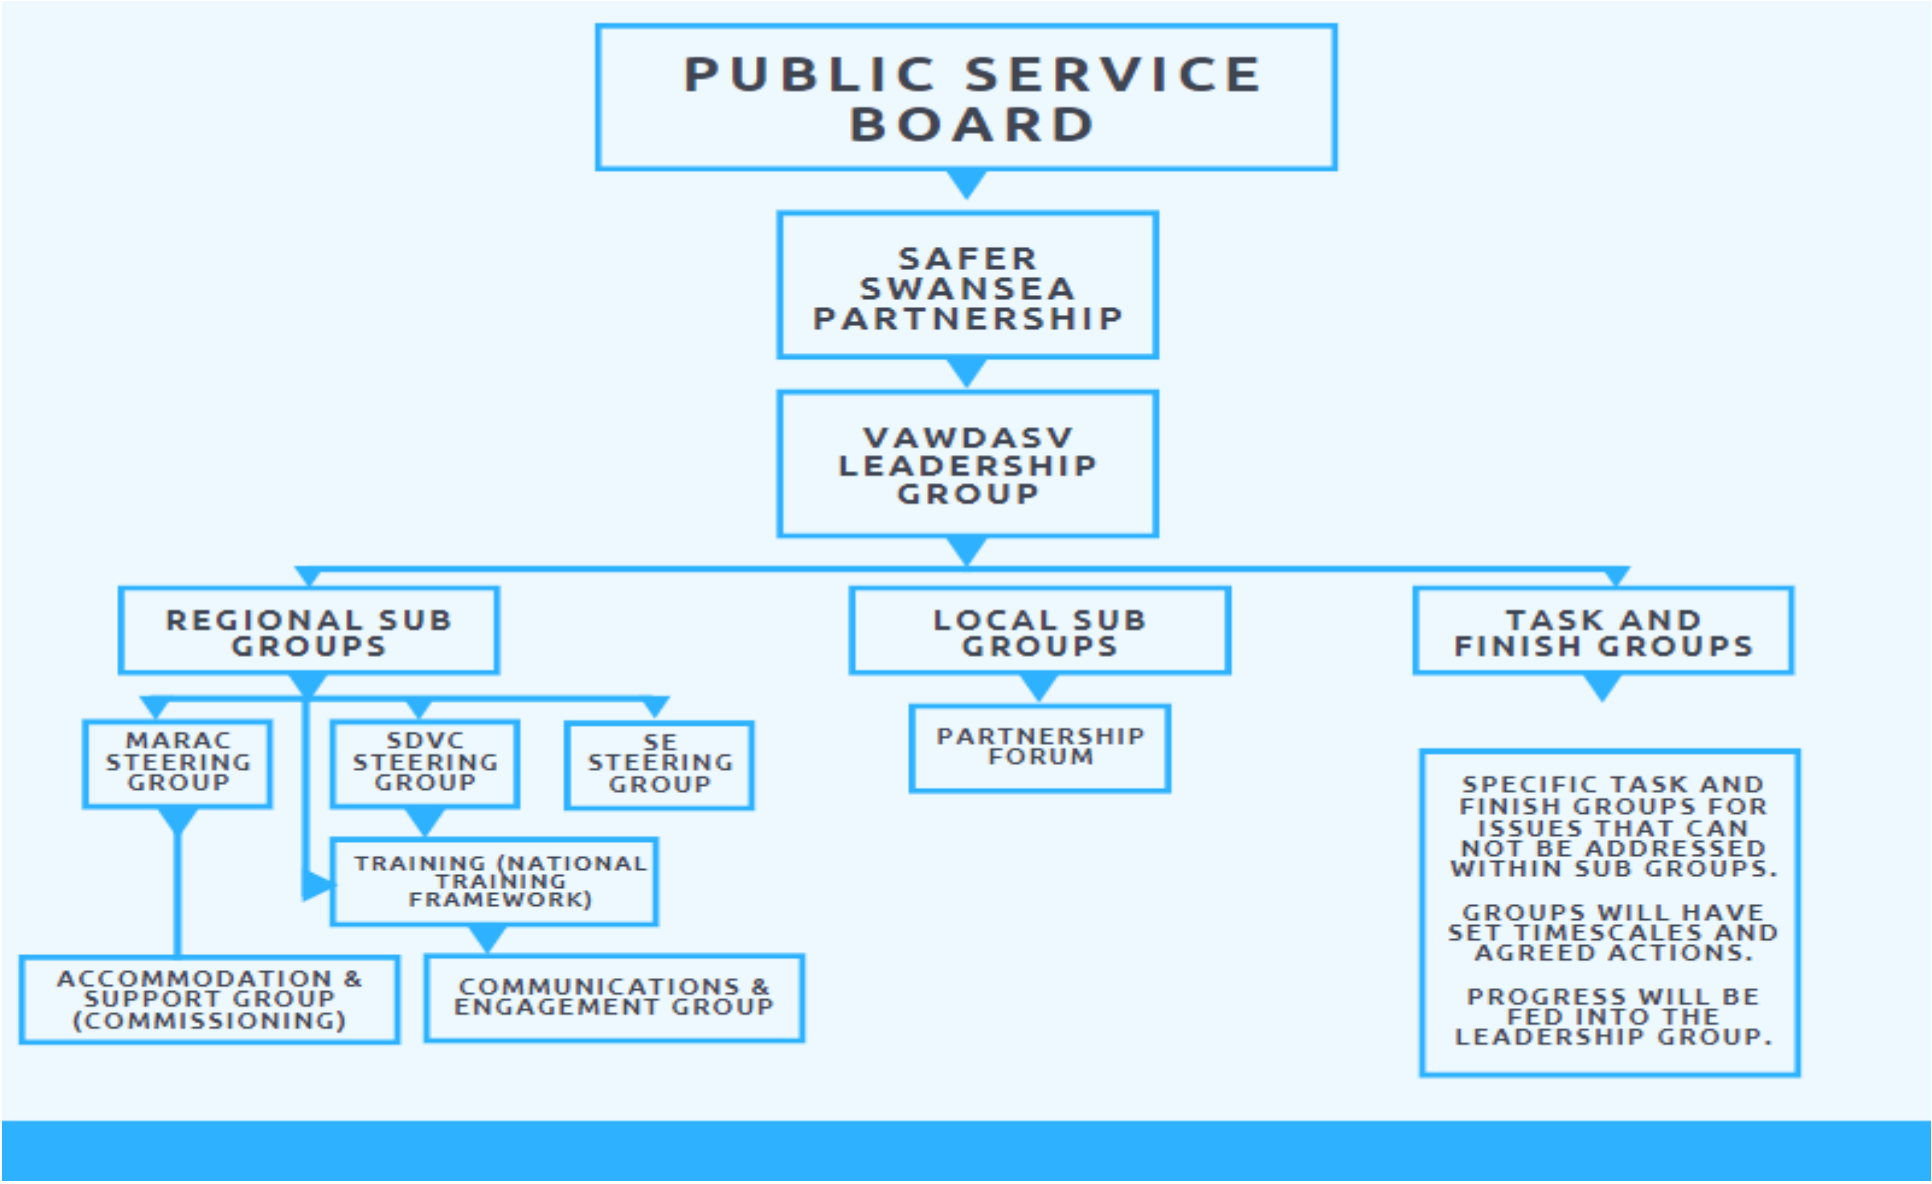 PUBLIC SERVICE
BOARD
SAFER
SWANSEA
PARTNERSHIP
VAWDASV
LEADERSHIP
GROUP
REGIONAL SUB
GROUPS
LOCAL SUB
GROUPS
TASK AND
FINISH GROUPS
MARAC
STEERING
GROUP
SDVC
STEERING
GROUP
SE
STEERING
GROUP
PARTNERSHIP
FORUM
TRAINING (NATIONAL
TRAINING
FRAMEWORK)
ACCOMMODATION &
SUPPORT GROUP
(COMMISSIONING)
COMMUNICATIONS &
ENGAGEMENT GROUP
SPECIFIC TASK AND
FINISH GROUPS FOR
ISSUES THAT CAN
NOT BE ADDRESSED
WITHIN SUB GROUPS.
GROUPS WILL HAVE
SET TIMESCALES AND
AGREED ACTIONS.
PROGRESS WILL BE
FED INTO THE
LEADERSHIP GROUP.